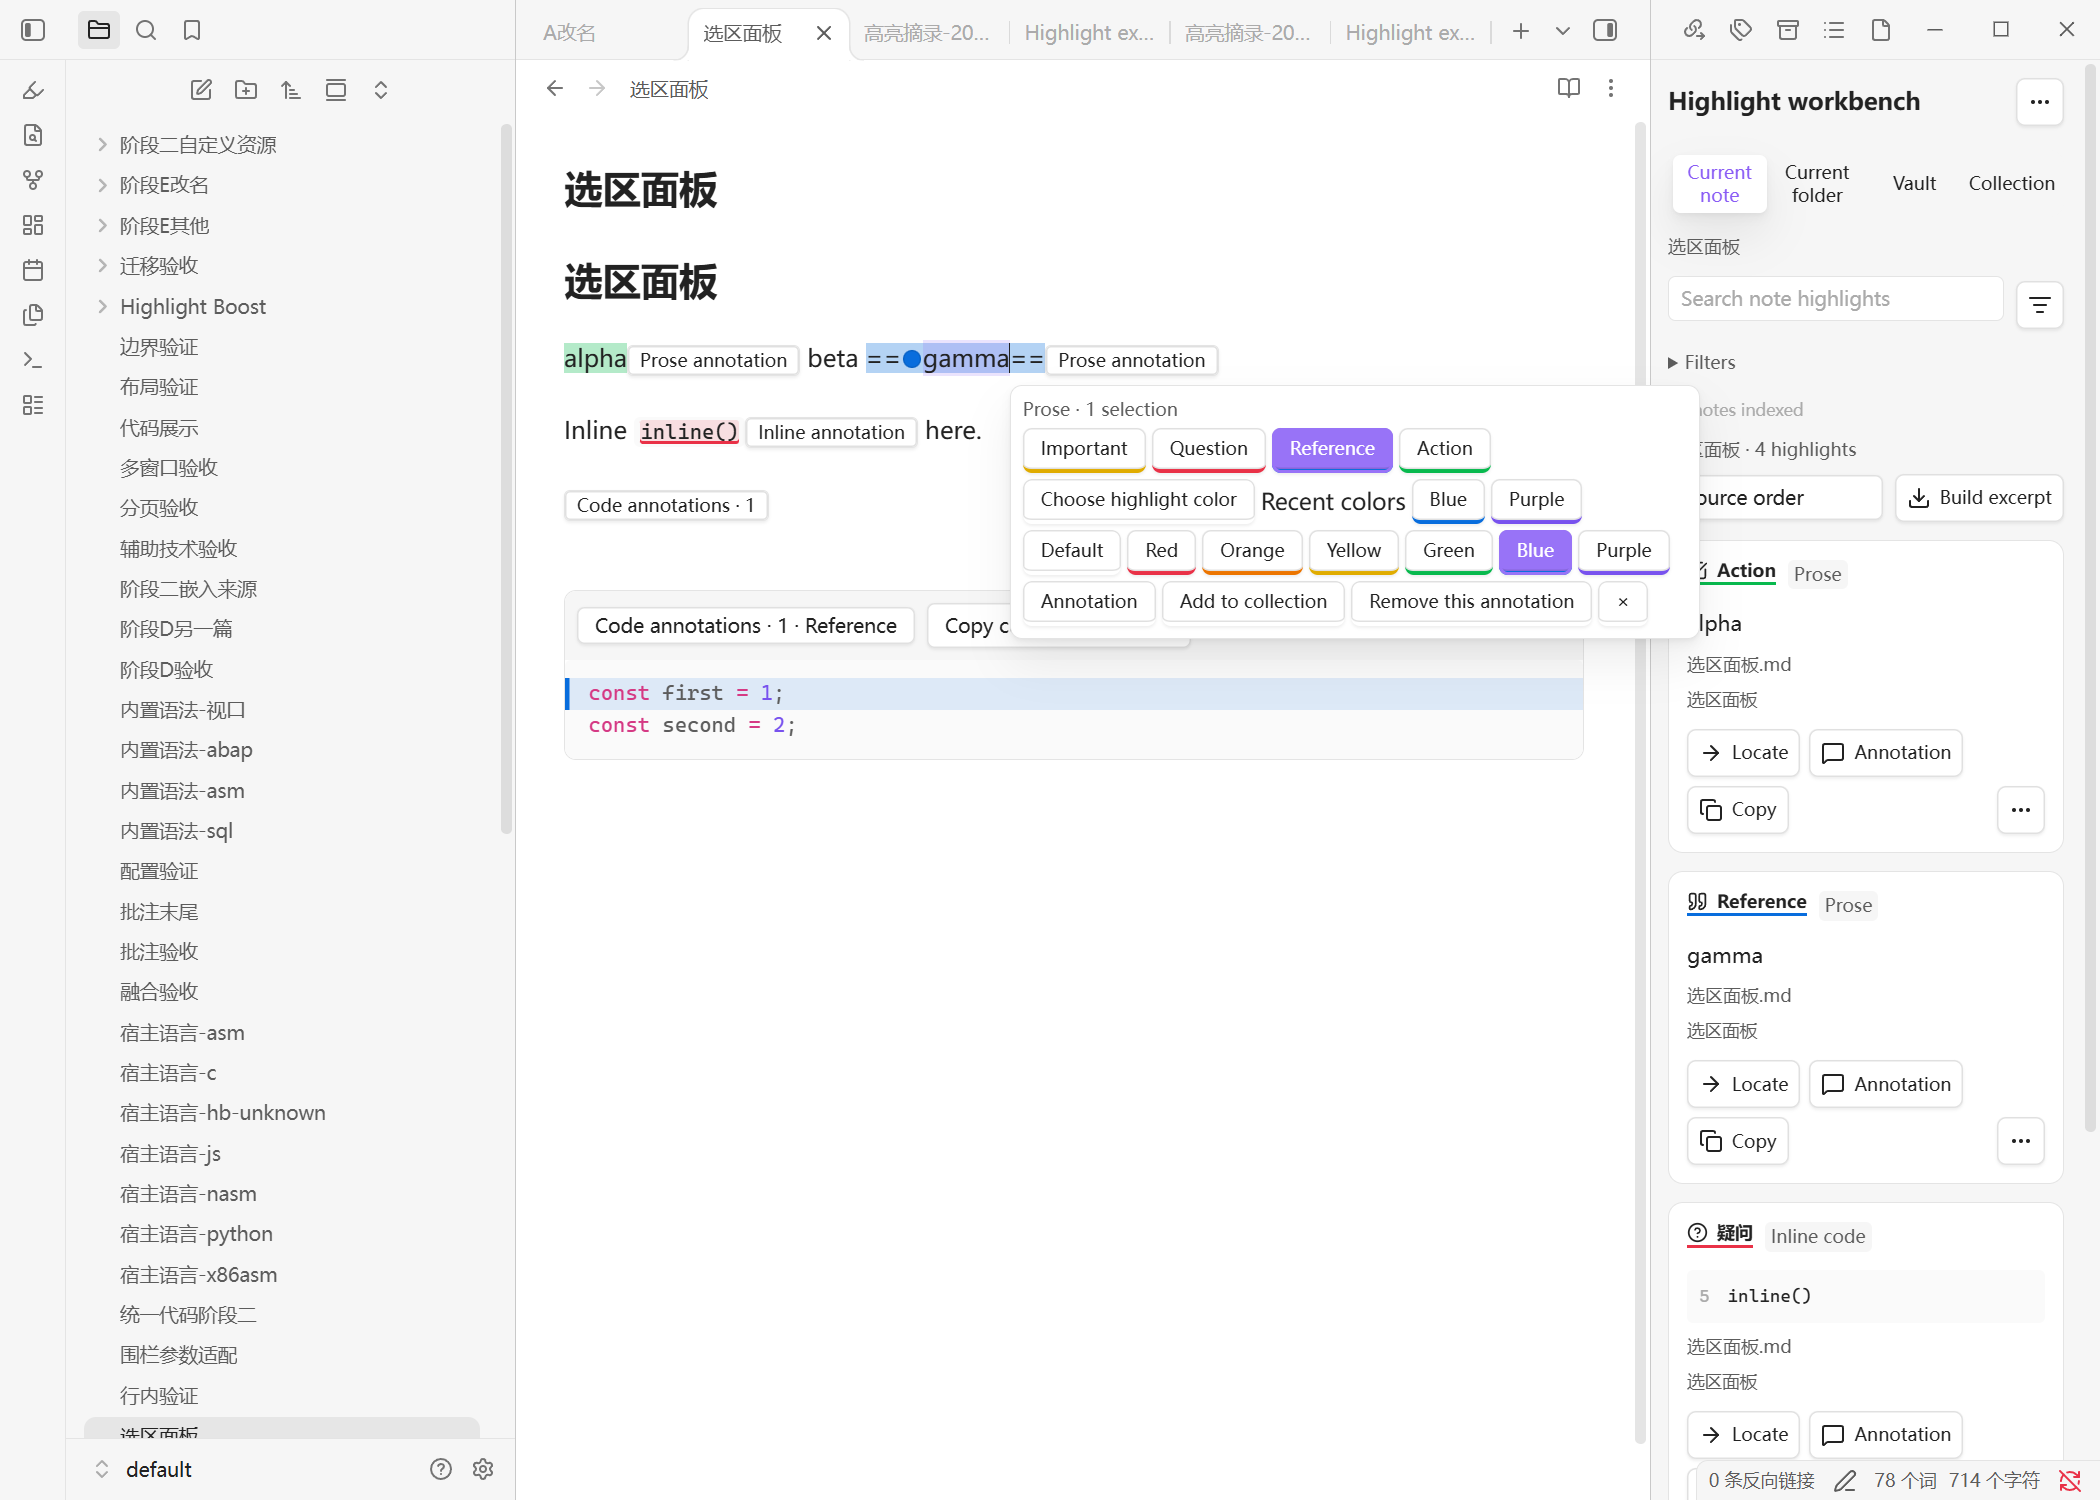 A改名
选区面板
高亮摘录-20...
Highlight ex...
高亮摘录-20...
Highlight ex...
选区面板
阶段二自定义资源
阶段E改名
阶段E其他
迁移验收
Highlight Boost
边界验证
布局验证
代码展示
多窗口验收
分页验收
辅助技术验收
阶段二嵌入来源
阶段D另一篇
阶段D验收
内置语法-视口
内置语法-abap
内置语法-asm
内置语法-sql
配置验证
批注末尾
批注验收
融合验收
宿主语言-asm
宿主语言-c
宿主语言-hb-unknown
宿主语言-js
宿主语言-nasm
宿主语言-python
宿主语言-x86asm
统一代码阶段二
围栏参数适配
行内验证
选区面板
default
选区面板
选区面板
alpha Prose annotation beta ==gamma== Prose annotation
Inline inline() Inline annotation here.
Code annotations · 1
Code annotations · 1 · Reference
Copy c
const first = 1;
const second = 2;
Prose · 1 selection
Important Question Reference Action
Choose highlight color Recent colors Blue Purple
Default Red Orange Yellow Green Blue Purple
Annotation Add to collection Remove this annotation ×
Highlight workbench
Current note
Current folder
Vault
Collection
选区面板
Search note highlights
Filters
notes indexed
面板 · 4 highlights
ource order
Build excerpt
Action Prose
lpha
选区面板.md
选区面板
Locate Annotation
Copy
Reference Prose
gamma
选区面板.md
选区面板
Locate Annotation
Copy
疑问 Inline code
5 inline()
选区面板.md
选区面板
Locate Annotation
0 条反向链接 78 个词 714 个字符